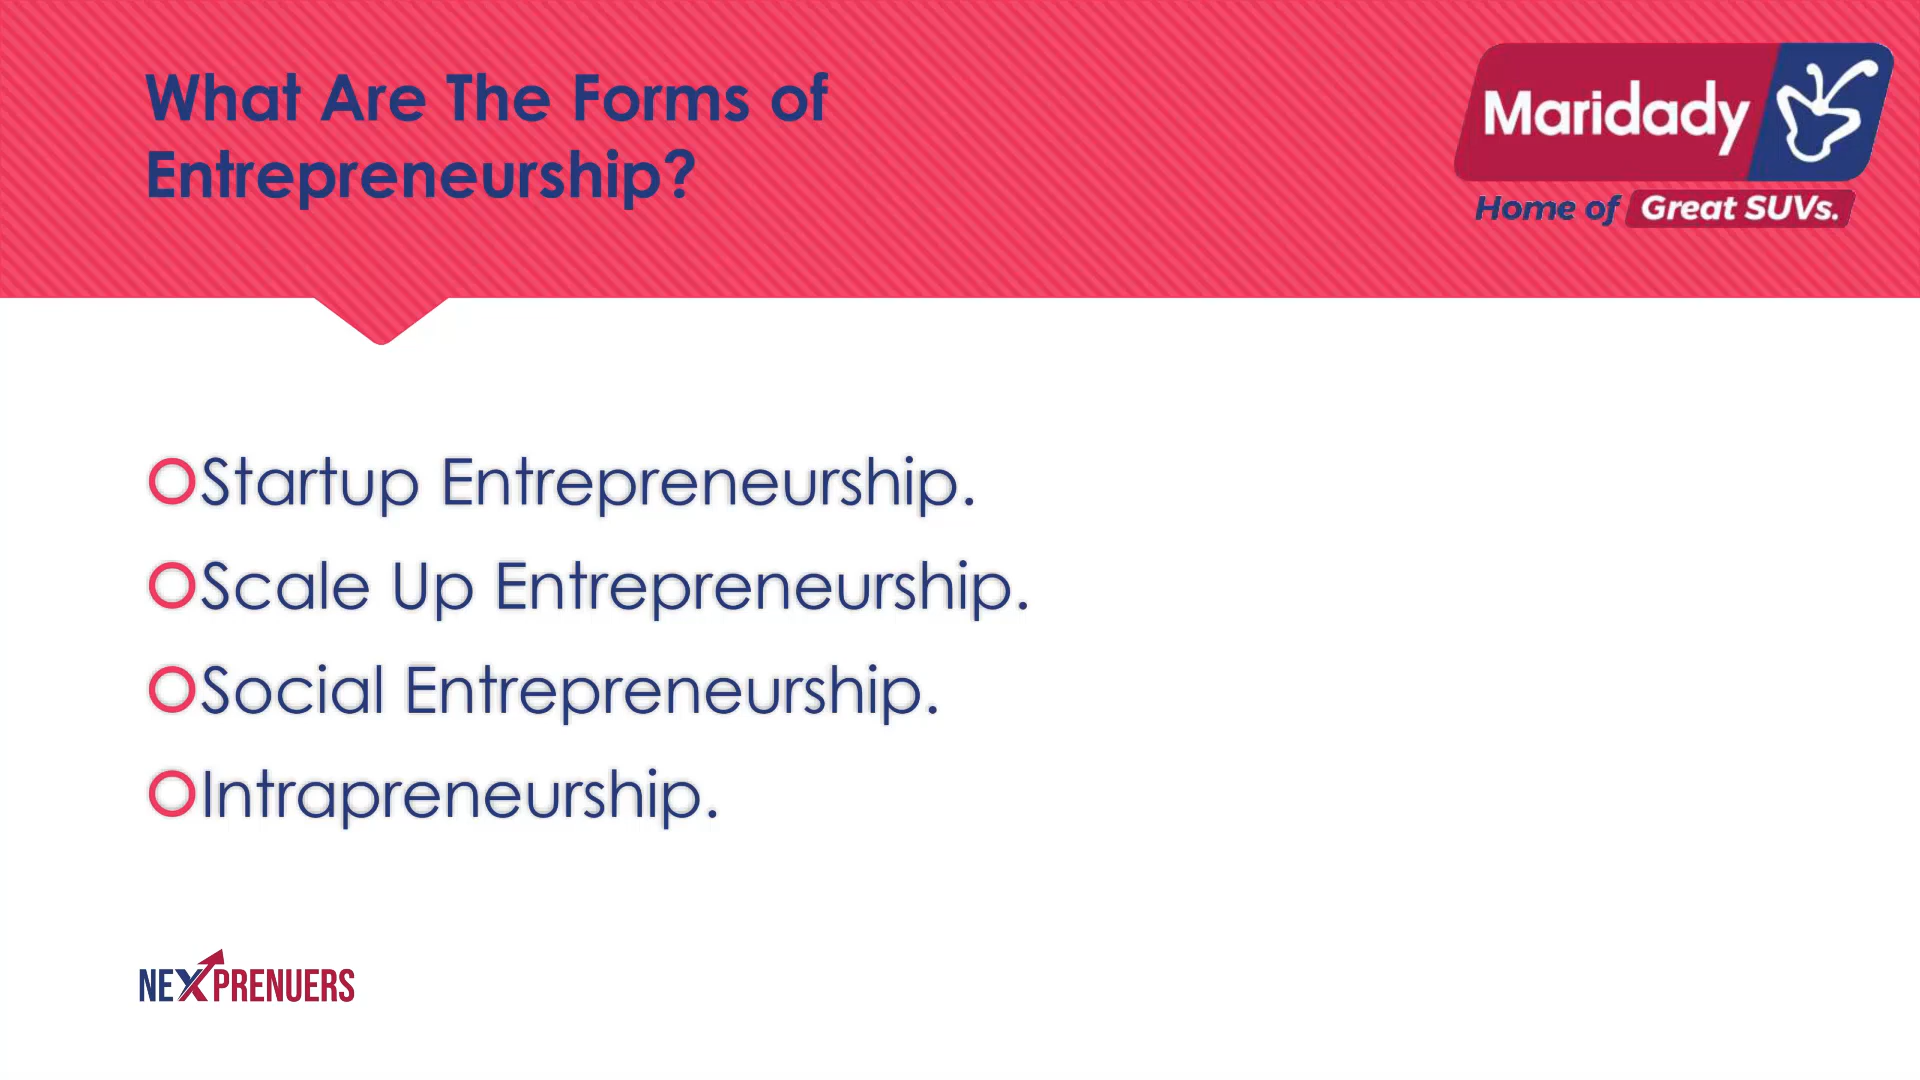 What Are The Forms of
Entrepreneurship?
Maridady
Home of Great SUVs.
Startup Entrepreneurship.
Scale Up Entrepreneurship.
Social Entrepreneurship.
Intrapreneurship.
NEXPRENUERS